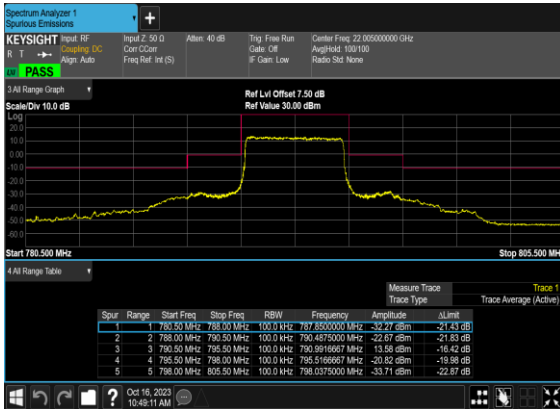 Spectrum Analyzer 1
Spurious Emissions
+
KEYSIGHT Input: RF Input Z: 50 Ω Atten: 40 dB Trig: Free Run Center Freq: 22.005000000 GHz
R T Coupling: DC Corr CCorr Gate: Off Avg|Hold: 100/100
Align: Auto Freq Ref: Int (S) IF Gain: Low Radio Std: None
PASS
3 All Range Graph
Ref Lvl Offset 7.50 dB
Scale/Div 10.0 dB Ref Value 30.00 dBm
Log
20.0
10.0
0.00
-10.0
-20.0
-30.0
-40.0
-50.0
-60.0
Start 780.500 MHz Stop 805.500 MH
4 All Range Table
Measure Trace Trace 1
Trace Type Trace Average (Active)
Spur Range Start Freq Stop Freq RBW Frequency Amplitude ΔLimit
1 1 780.50 MHz 788.00 MHz 100.0 kHz 787.8500000 MHz -32.27 dBm -21.43 dB
2 2 788.00 MHz 790.50 MHz 100.0 kHz 790.4875000 MHz -22.67 dBm -21.83 dB
3 3 790.50 MHz 795.50 MHz 100.0 kHz 790.9916667 MHz 13.58 dBm -16.42 dB
4 4 795.50 MHz 798.00 MHz 100.0 kHz 795.5166667 MHz -20.82 dBm -19.98 dB
5 5 798.00 MHz 805.50 MHz 100.0 kHz 798.0375000 MHz -33.71 dBm -22.87 dB
? Oct 16, 2023
10:49:11 AM